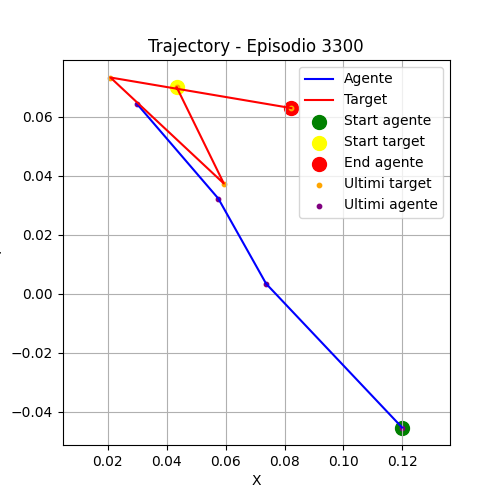 Trajectory - Episodio 3300
Agente
Target
Start agente
Start target
End agente
Ultimi target
Ultimi agente
0.06
0.04
0.02
0.00
−0.02
−0.04
0.02 0.04 0.06 0.08 0.10 0.12
X